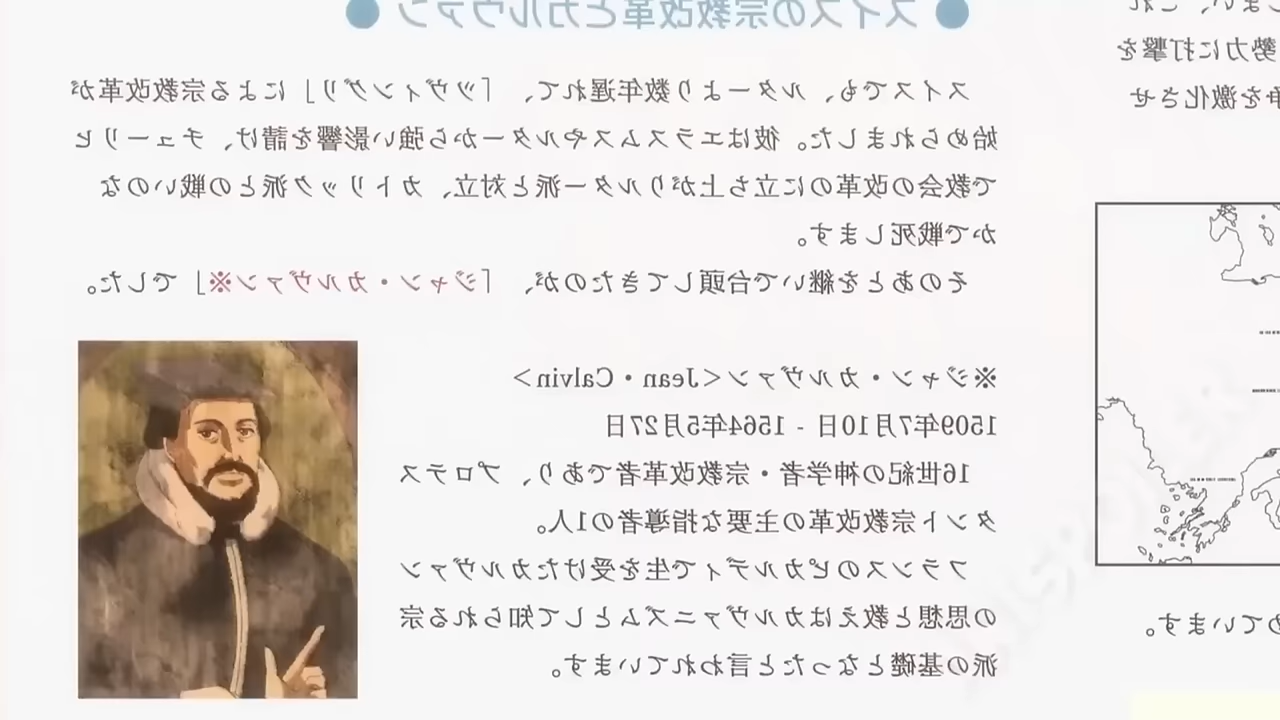 ● スイスの宗教改革とカルヴァン ●
スイスでも、ルターより数年遅れて、「ツヴィングリ」による宗教改革が
始められました。彼はエラスムスやルターから強い影響を請け、チューリヒ
で教会の改革のに立ち上がりルター派と対立、カトリック派との戦いのな
かで戦死します。
そのあとを継いで台頭してきたのが、「ジャン・カルヴァン※」でした。
※ジャン・カルヴァン<Jean・Calvin>
1509年7月10日 - 1564年5月27日
16世紀の神学者・宗教改革者であり、プロテス
タント宗教改革の主要な指導者の1人。
フランスのピカルディで生を受けたカルヴァン
の思想と教えはカルヴァニズムとして知られる宗
派の基礎となったと言われています。
勢力に打撃を
を激化させ
ています。